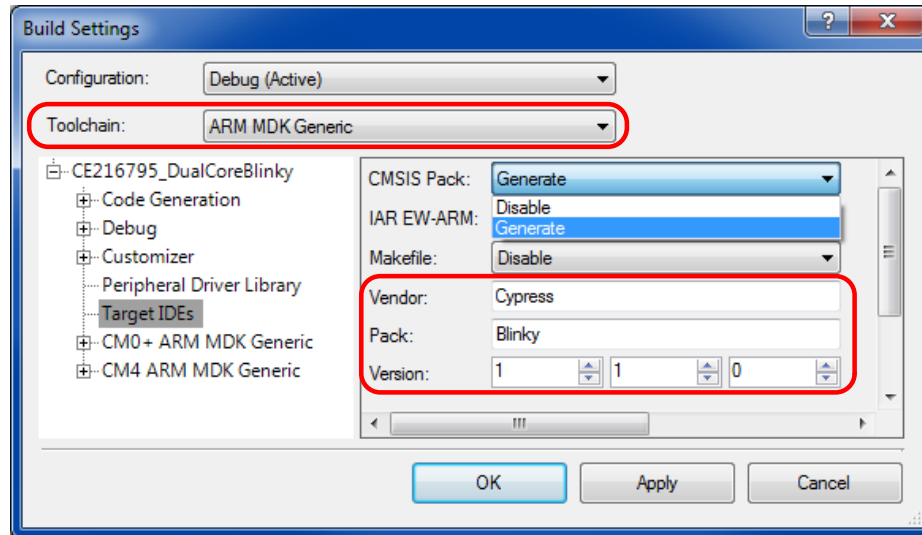 Build Settings
Configuration: Debug (Active)
Toolchain: ARM MDK Generic
CE216795_DualCoreBlinky
Code Generation
Debug
Customizer
Peripheral Driver Library
Target IDEs
CM0+ ARM MDK Generic
CM4 ARM MDK Generic
CMSIS Pack: Generate
Disable
IAR EW-ARM:
Generate
Makefile: Disable
Vendor: Cypress
Pack: Blinky
Version: 1 1 0
OK Apply Cancel